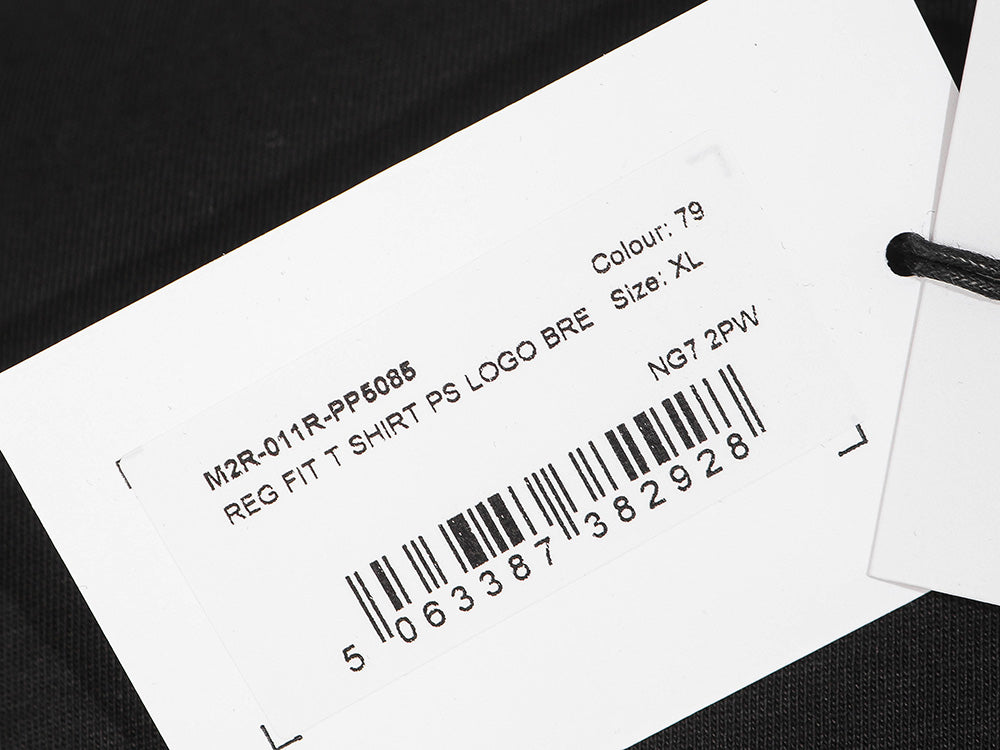 Colour: 79
M2R-011R-PP5085 Size: XL
REG FIT T SHIRT PS LOGO BRE
NG7 2PW
5 063387 382928